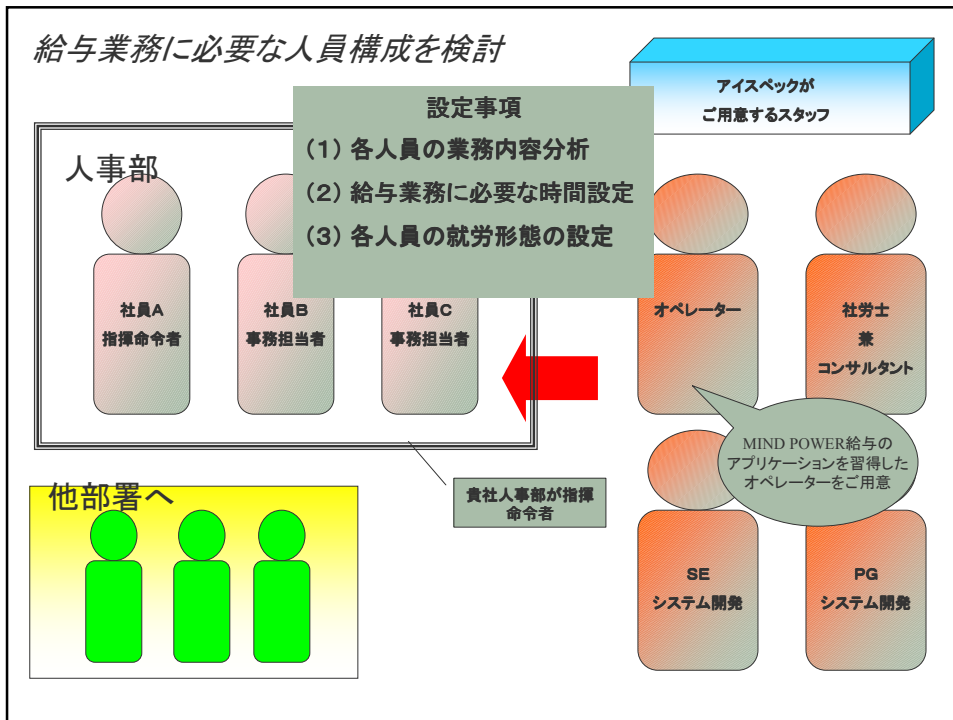 給与業務に必要な人員構成を検討
アイスペックが
ご用意するスタッフ
設定事項
(1) 各人員の業務内容分析
(2) 給与業務に必要な時間設定
(3) 各人員の就労形態の設定
人事部
社員A
指揮命令者
社員B
事務担当者
社員C
事務担当者
オペレーター
社労士
兼
コンサルタント
MIND POWER給与の
アプリケーションを習得した
オペレーターをご用意
貴社人事部が指揮
命令者
他部署へ
SE
システム開発
PG
システム開発